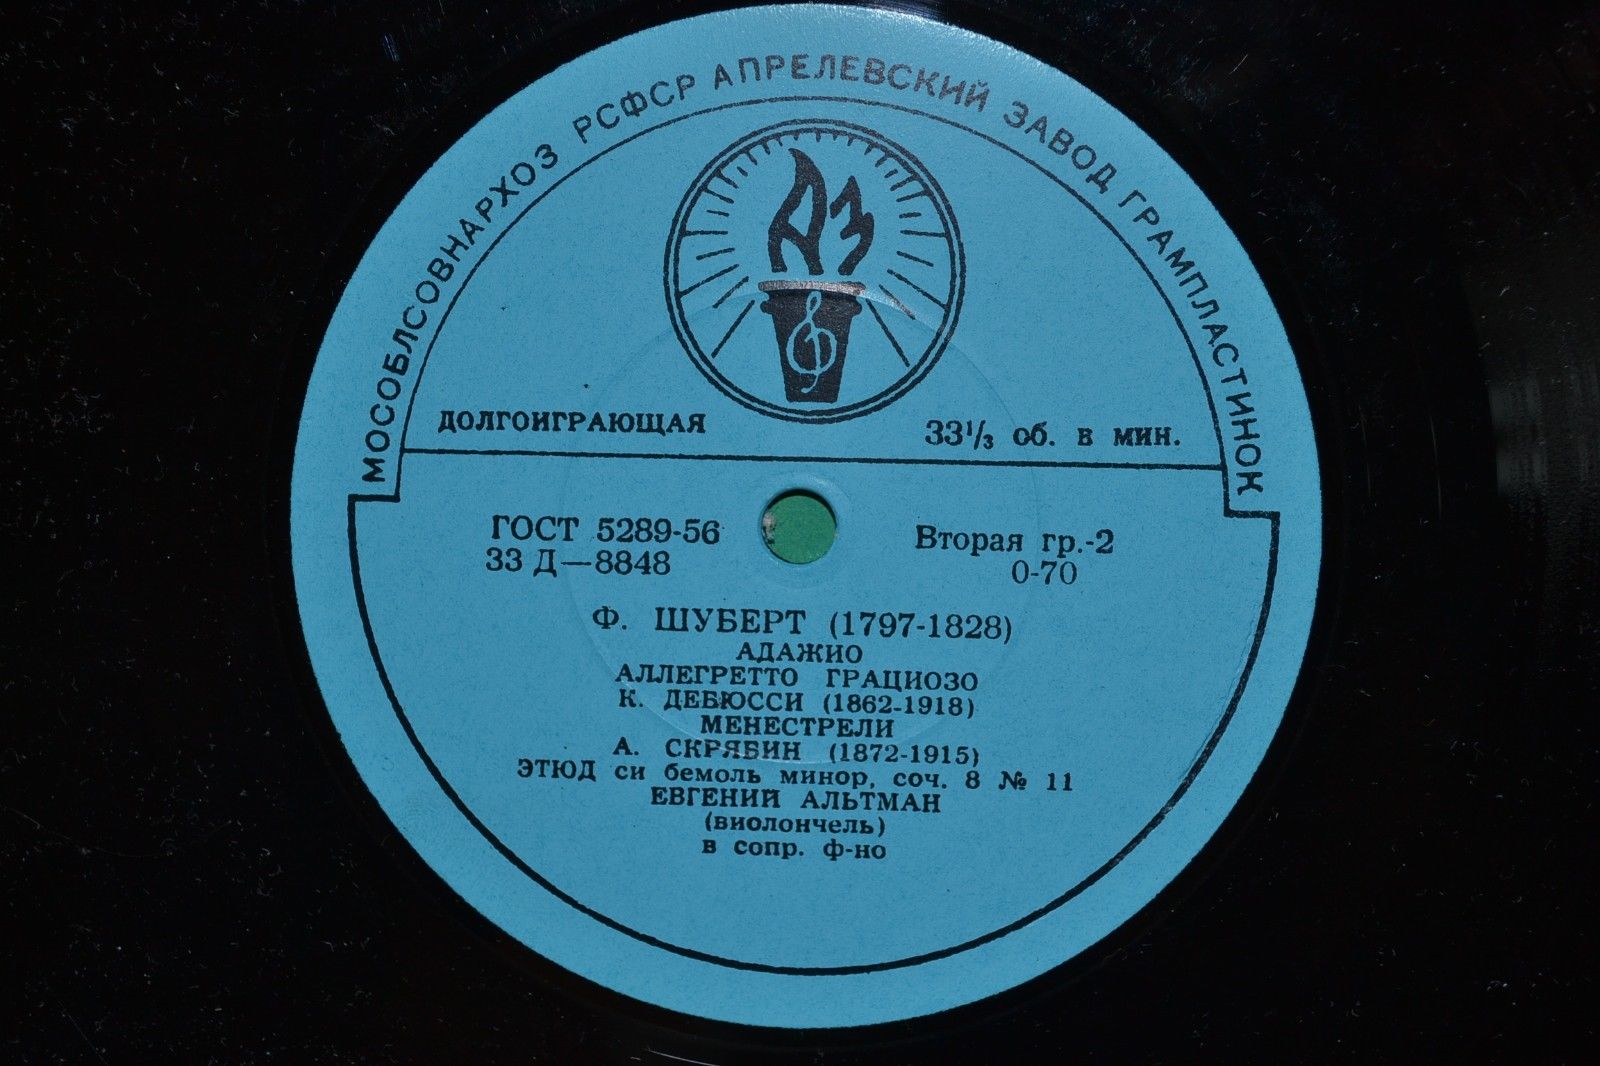 МОСОБЛСОВНАРХОЗ РСФСР АПРЕЛЕВСКИЙ ЗАВОД ГРАМПЛАСТИНОК
АЗ
ДОЛГОИГРАЮЩАЯ 33⅓ об. в мин.
ГОСТ 5289-56 Вторая гр.-2
33 Д—8848 0-70
Ф. ШУБЕРТ (1797-1828)
АДАЖИО
АЛЛЕГРЕТТО ГРАЦИОЗО
К. ДЕБЮССИ (1862-1918)
МЕНЕСТРЕЛИ
А. СКРЯБИН (1872-1915)
ЭТЮД си бемоль минор, соч. 8 № 11
ЕВГЕНИЙ АЛЬТМАН
(виолончель)
в сопр. ф-но